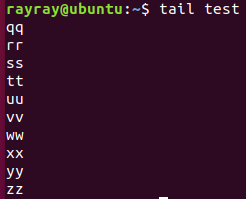 rayray@ubuntu:~$ tail test
qq
rr
ss
tt
uu
vv
ww
xx
yy
zz